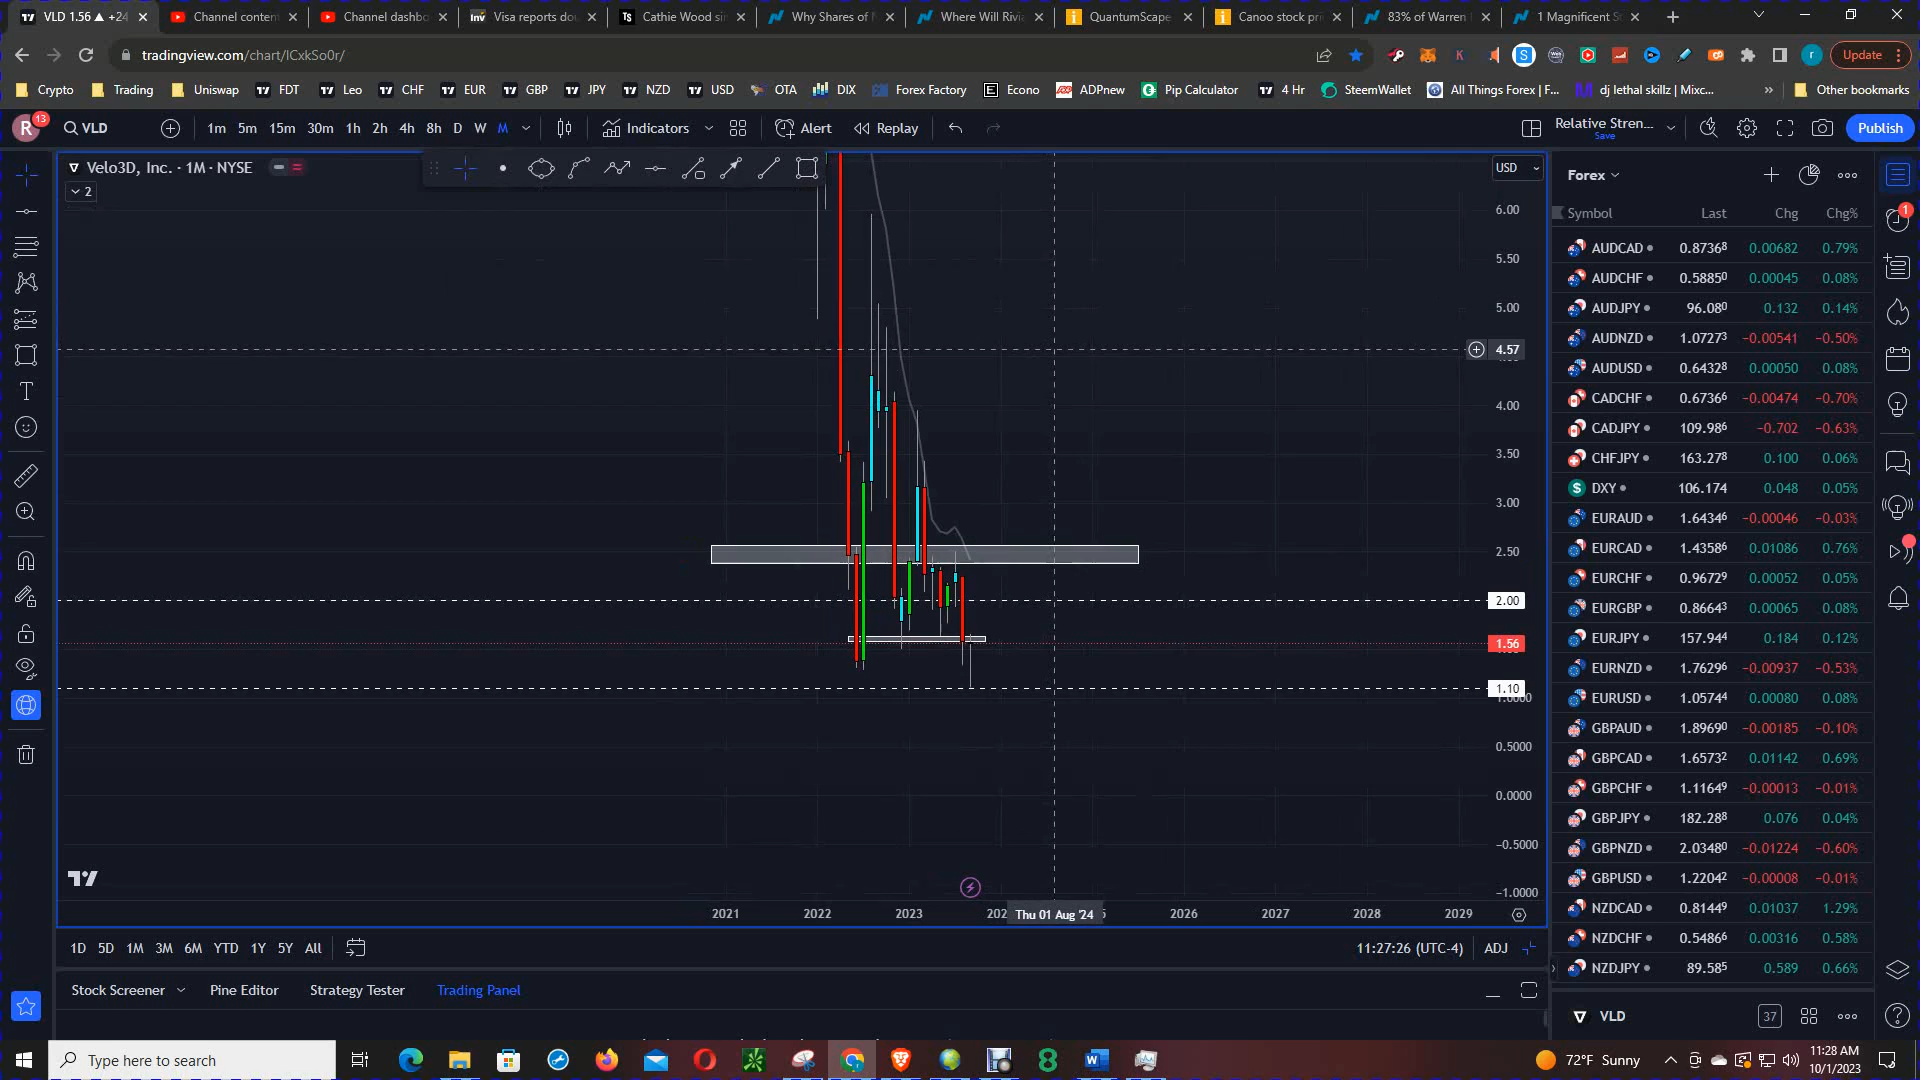 VLD 1.56 ▲ +24
Channel conten
Channel dashbo
Inv Visa reports dou
Ts Cathie Wood sin
Why Shares of
Where Will Rivia
QuantumScape
Canoo stock pri
83% of Warren
1 Magnificent S
tradingview.com/chart/lCxkSo0r/
Update
Crypto Trading Uniswap FDT Leo CHF EUR GBP JPY NZD USD OTA DIX Forex Factory Econo ADPnew Pip Calculator 4 Hr SteemWallet All Things Forex | F... dj lethal skillz | Mixc... » Other bookmarks
R 13 VLD 1m 5m 15m 30m 1h 2h 4h 8h D W M Indicators Alert Replay Relative Stren... Save Publish
Velo3D, Inc. · 1M · NYSE
2
USD
6.00
5.50
5.00
4.57
4.00
3.50
3.00
2.50
2.00
1.56
1.10
1.0000
0.5000
0.0000
−0.5000
−1.0000
2021 2022 2023 Thu 01 Aug '24 2026 2027 2028 2029
1D 5D 1M 3M 6M YTD 1Y 5Y All 11:27:26 (UTC-4) ADJ
Stock Screener Pine Editor Strategy Tester Trading Panel
Forex
Symbol Last Chg Chg%
AUDCAD 0.87368 0.00682 0.79%
AUDCHF 0.58850 0.00045 0.08%
AUDJPY 96.080 0.132 0.14%
AUDNZD 1.07273 −0.00541 −0.50%
AUDUSD 0.64328 0.00050 0.08%
CADCHF 0.67366 −0.00474 −0.70%
CADJPY 109.986 −0.702 −0.63%
CHFJPY 163.278 0.100 0.06%
$ DXY 106.174 0.048 0.05%
EURAUD 1.64346 −0.00046 −0.03%
EURCAD 1.43586 0.01086 0.76%
EURCHF 0.96729 0.00052 0.05%
EURGBP 0.86643 0.00065 0.08%
EURJPY 157.944 0.184 0.12%
EURNZD 1.76296 −0.00937 −0.53%
EURUSD 1.05744 0.00080 0.08%
GBPAUD 1.89690 −0.00185 −0.10%
GBPCAD 1.65732 0.01142 0.69%
GBPCHF 1.11649 −0.00013 −0.01%
GBPJPY 182.288 0.076 0.04%
GBPNZD 2.03480 −0.01224 −0.60%
GBPUSD 1.22042 −0.00008 −0.01%
NZDCAD 0.81449 0.01037 1.29%
NZDCHF 0.54866 0.00316 0.58%
NZDJPY 89.585 0.589 0.66%
VLD 37
1
Type here to search
72°F Sunny
11:28 AM
10/1/2023